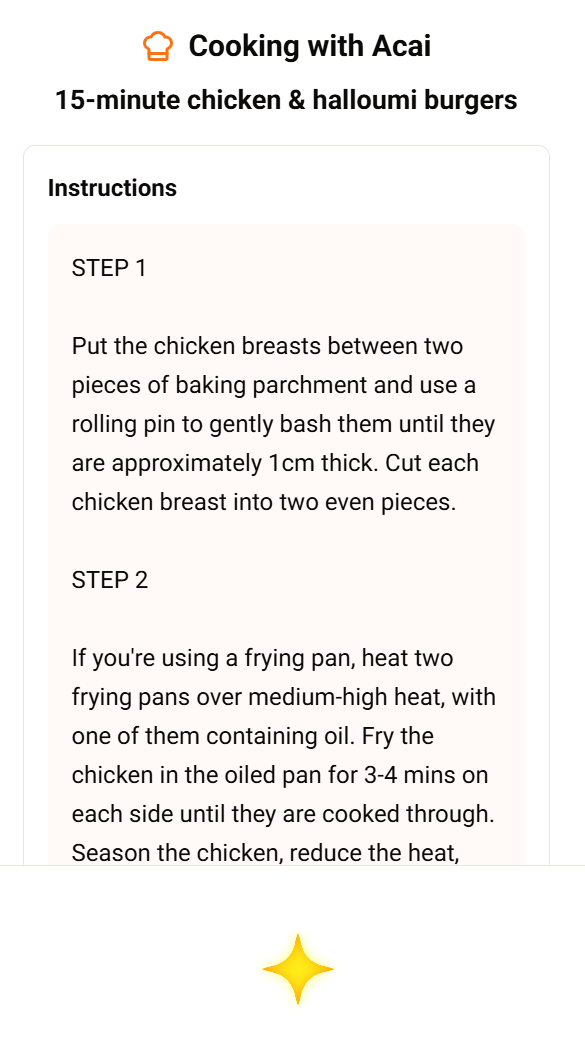 Cooking with Acai
15-minute chicken & halloumi burgers
Instructions
STEP 1
Put the chicken breasts between two
pieces of baking parchment and use a
rolling pin to gently bash them until they
are approximately 1cm thick. Cut each
chicken breast into two even pieces.
STEP 2
If you're using a frying pan, heat two
frying pans over medium-high heat, with
one of them containing oil. Fry the
chicken in the oiled pan for 3-4 mins on
each side until they are cooked through.
Season the chicken, reduce the heat,